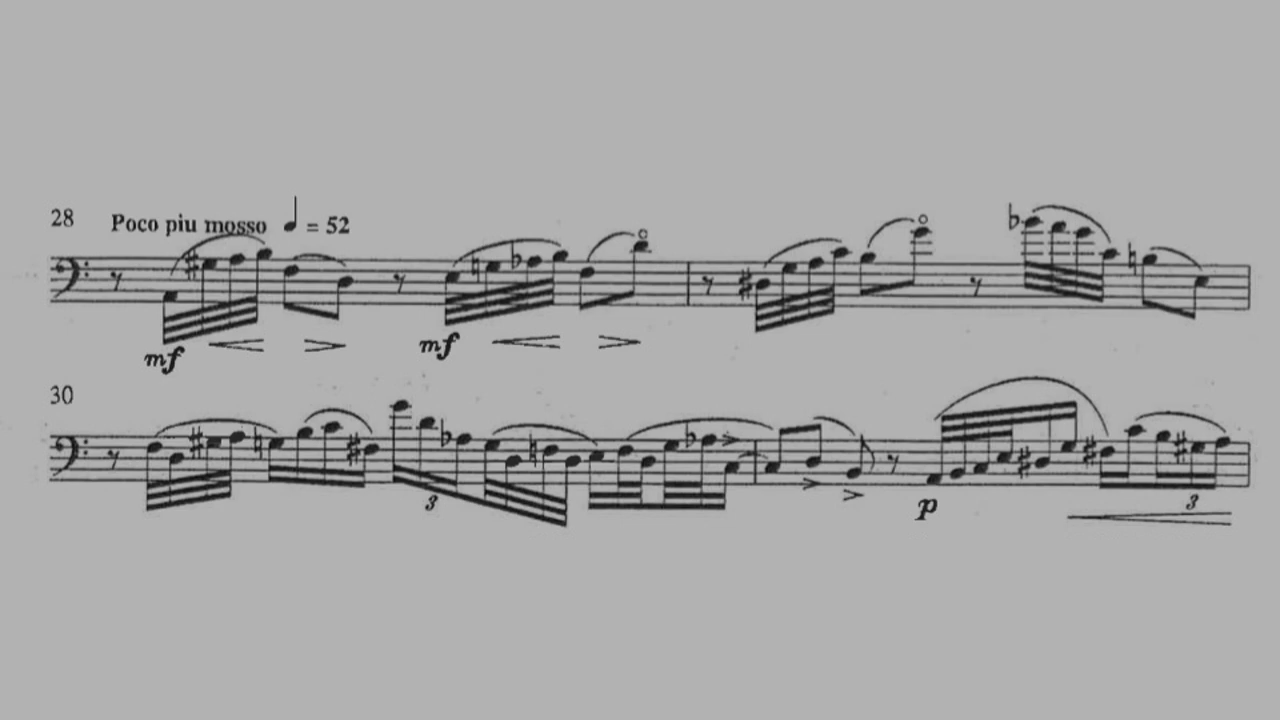 28 Poco piu mosso ♩ = 52
mf mf
30
3 3
p